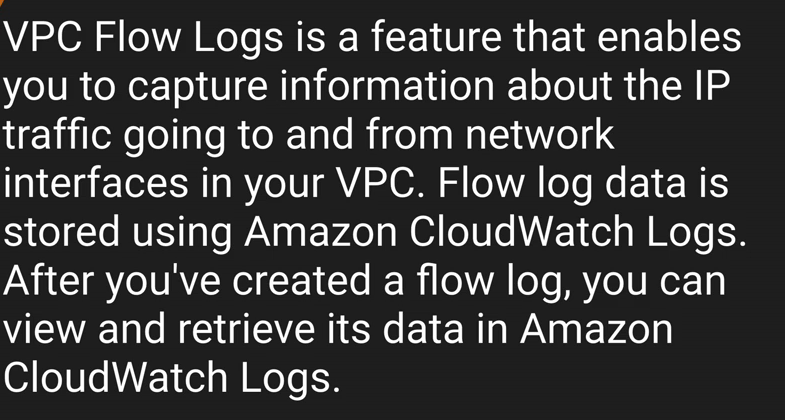 VPC Flow Logs is a feature that enables
you to capture information about the IP
traffic going to and from network
interfaces in your VPC. Flow log data is
stored using Amazon CloudWatch Logs.
After you've created a flow log, you can
view and retrieve its data in Amazon
CloudWatch Logs.